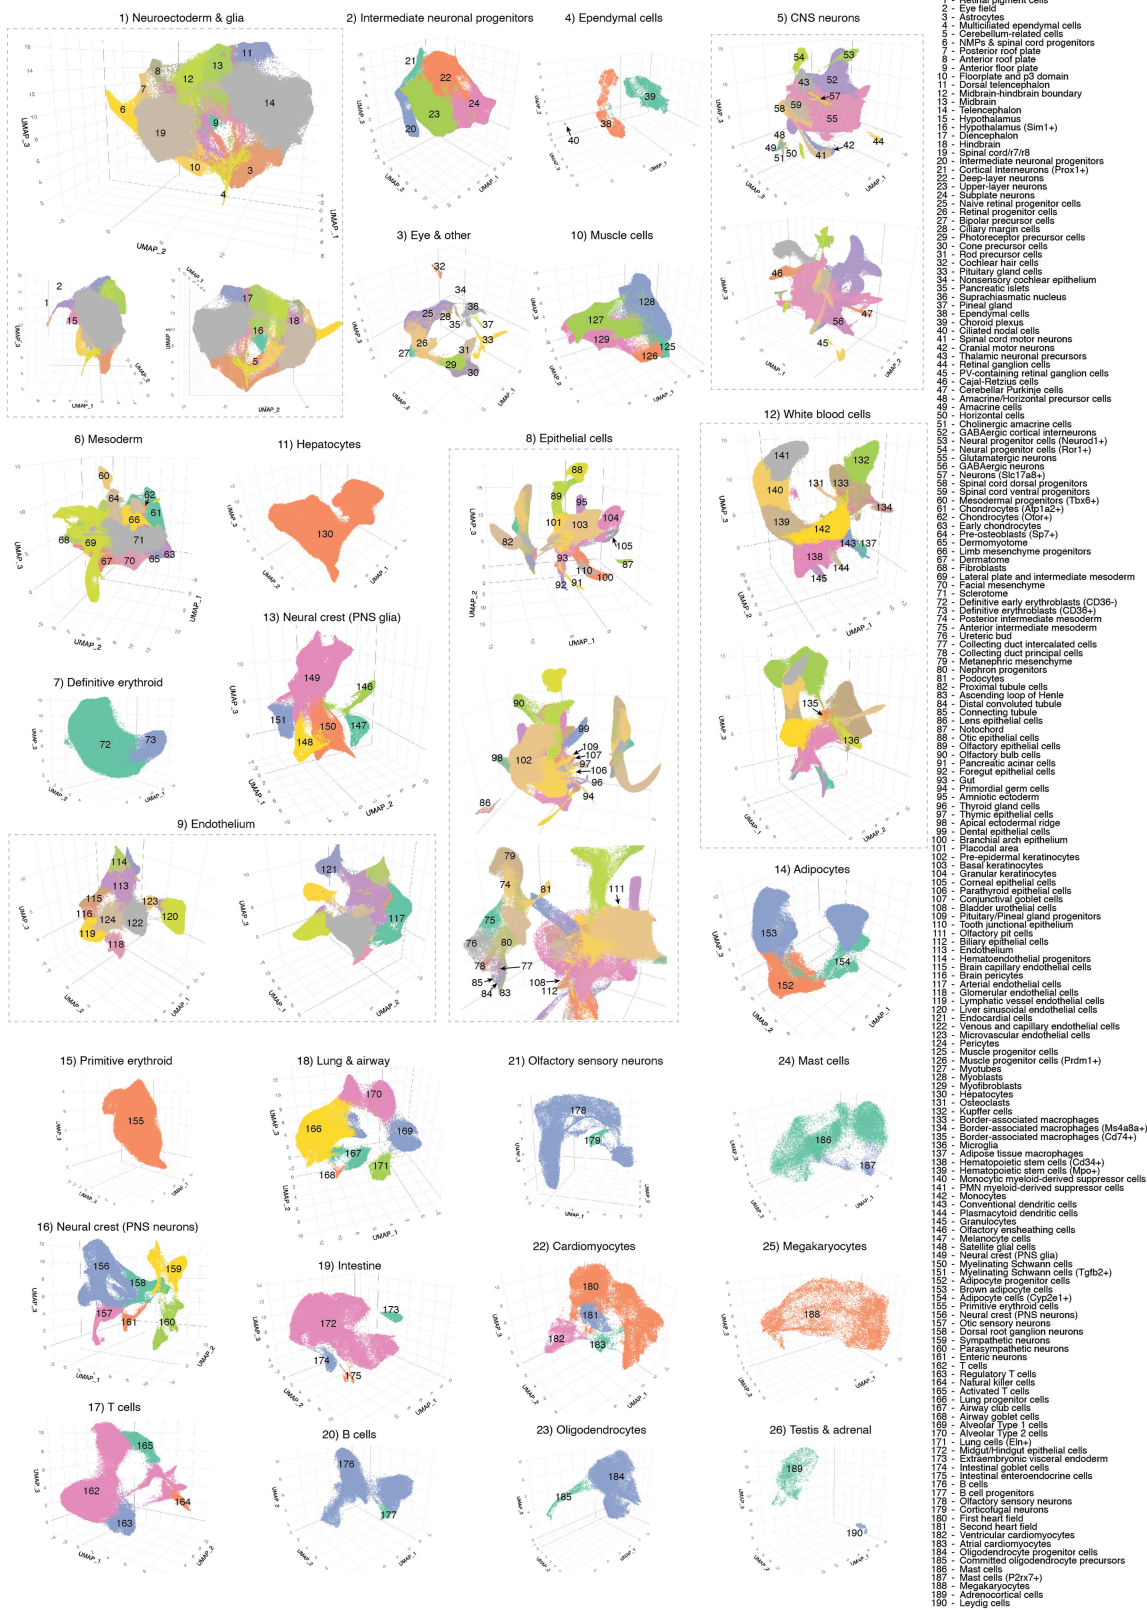 1) Neuroectoderm & glia
2) Intermediate neuronal progenitors
4) Ependymal cells
5) CNS neurons
3) Eye & other
10) Muscle cells
6) Mesoderm
11) Hepatocytes
8) Epithelial cells
12) White blood cells
13) Neural crest (PNS glia)
7) Definitive erythroid
9) Endothelium
14) Adipocytes
15) Primitive erythroid
18) Lung & airway
21) Olfactory sensory neurons
24) Mast cells
16) Neural crest (PNS neurons)
19) Intestine
22) Cardiomyocytes
25) Megakaryocytes
17) T cells
20) B cells
23) Oligodendrocytes
26) Testis & adrenal
UMAP_1
UMAP_2
UMAP_3
1 - Retinal pigment cells
2 - Eye field
3 - Astrocytes
4 - Multiciliated ependymal cells
5 - Cerebellum-related cells
6 - NMPs & spinal cord progenitors
7 - Posterior roof plate
8 - Anterior roof plate
9 - Anterior floor plate
10 - Floorplate and p3 domain
11 - Dorsal telencephalon
12 - Midbrain-hindbrain boundary
13 - Midbrain
14 - Telencephalon
15 - Hypothalamus
16 - Hypothalamus (Sim1+)
17 - Diencephalon
18 - Hindbrain
19 - Spinal cord/r7/r8
20 - Intermediate neuronal progenitors
21 - Cortical Interneurons (Prox1+)
22 - Deep-layer neurons
23 - Upper-layer neurons
24 - Subplate neurons
25 - Naive retinal progenitor cells
26 - Retinal progenitor cells
27 - Bipolar precursor cells
28 - Ciliary margin cells
29 - Photoreceptor precursor cells
30 - Cone precursor cells
31 - Rod precursor cells
32 - Cochlear hair cells
33 - Pituitary gland cells
34 - Nonsensory cochlear epithelium
35 - Pancreatic islets
36 - Suprachiasmatic nucleus
37 - Pineal gland
38 - Ependymal cells
39 - Choroid plexus
40 - Ciliated nodal cells
41 - Spinal cord motor neurons
42 - Cranial motor neurons
43 - Thalamic neuronal precursors
44 - Retinal ganglion cells
45 - PV-containing retinal ganglion cells
46 - Cajal-Retzius cells
47 - Cerebellar Purkinje cells
48 - Amacrine/Horizontal precursor cells
49 - Amacrine cells
50 - Horizontal cells
51 - Cholinergic amacrine cells
52 - GABAergic cortical interneurons
53 - Neural progenitor cells (Neurod1+)
54 - Neural progenitor cells (Ror1+)
55 - Glutamatergic neurons
56 - GABAergic neurons
57 - Neurons (Slc17a8+)
58 - Spinal cord dorsal progenitors
59 - Spinal cord ventral progenitors
60 - Mesodermal progenitors (Tbx6+)
61 - Chondrocytes (Atp1a2+)
62 - Chondrocytes (Otor+)
63 - Early chondrocytes
64 - Pre-osteoblasts (Sp7+)
65 - Dermomyotome
66 - Limb mesenchyme progenitors
67 - Dermatome
68 - Fibroblasts
69 - Lateral plate and intermediate mesoderm
70 - Facial mesenchyme
71 - Sclerotome
72 - Definitive early erythroblasts (CD36-)
73 - Definitive erythroblasts (CD36+)
74 - Posterior intermediate mesoderm
75 - Anterior intermediate mesoderm
76 - Ureteric bud
77 - Collecting duct intercalated cells
78 - Collecting duct principal cells
79 - Metanephric mesenchyme
80 - Nephron progenitors
81 - Podocytes
82 - Proximal tubule cells
83 - Ascending loop of Henle
84 - Distal convoluted tubule
85 - Connecting tubule
86 - Lens epithelial cells
87 - Notochord
88 - Otic epithelial cells
89 - Olfactory epithelial cells
90 - Olfactory bulb cells
91 - Pancreatic acinar cells
92 - Foregut epithelial cells
93 - Gut
94 - Primordial germ cells
95 - Amniotic ectoderm
96 - Thyroid gland cells
97 - Thymic epithelial cells
98 - Apical ectodermal ridge
99 - Dental epithelial cells
100 - Branchial arch epithelium
101 - Placodal area
102 - Pre-epidermal keratinocytes
103 - Basal keratinocytes
104 - Granular keratinocytes
105 - Corneal epithelial cells
106 - Parathyroid epithelial cells
107 - Conjunctival goblet cells
108 - Bladder urothelial cells
109 - Pituitary/Pineal gland progenitors
110 - Tooth junctional epithelium
111 - Olfactory pit cells
112 - Biliary epithelial cells
113 - Endothelium
114 - Hematoendothelial progenitors
115 - Brain capillary endothelial cells
116 - Brain pericytes
117 - Arterial endothelial cells
118 - Glomerular endothelial cells
119 - Lymphatic vessel endothelial cells
120 - Liver sinusoidal endothelial cells
121 - Endocardial cells
122 - Venous and capillary endothelial cells
123 - Microvascular endothelial cells
124 - Pericytes
125 - Muscle progenitor cells
126 - Muscle progenitor cells (Prdm1+)
127 - Myotubes
128 - Myoblasts
129 - Myofibroblasts
130 - Hepatocytes
131 - Osteoclasts
132 - Kupffer cells
133 - Border-associated macrophages
134 - Border-associated macrophages (Ms4a8a+)
135 - Border-associated macrophages (Cd74+)
136 - Microglia
137 - Adipose tissue macrophages
138 - Hematopoietic stem cells (Cd34+)
139 - Hematopoietic stem cells (Mpo+)
140 - Monocytic myeloid-derived suppressor cells
141 - PMN myeloid-derived suppressor cells
142 - Monocytes
143 - Conventional dendritic cells
144 - Plasmacytoid dendritic cells
145 - Granulocytes
146 - Olfactory ensheathing cells
147 - Melanocyte cells
148 - Satellite glial cells
149 - Neural crest (PNS glia)
150 - Myelinating Schwann cells
151 - Myelinating Schwann cells (Tgfb2+)
152 - Adipocyte progenitor cells
153 - Brown adipocyte cells
154 - Adipocyte cells (Cyp2e1+)
155 - Primitive erythroid cells
156 - Neural crest (PNS neurons)
157 - Otic sensory neurons
158 - Dorsal root ganglion neurons
159 - Sympathetic neurons
160 - Parasympathetic neurons
161 - Enteric neurons
162 - T cells
163 - Regulatory T cells
164 - Natural killer cells
165 - Activated T cells
166 - Lung progenitor cells
167 - Airway club cells
168 - Airway goblet cells
169 - Alveolar Type 1 cells
170 - Alveolar Type 2 cells
171 - Lung cells (Eln+)
172 - Midgut/Hindgut epithelial cells
173 - Extraembryonic visceral endoderm
174 - Intestinal goblet cells
175 - Intestinal enteroendocrine cells
176 - B cells
177 - B cell progenitors
178 - Olfactory sensory neurons
179 - Corticofugal neurons
180 - First heart field
181 - Second heart field
182 - Ventricular cardiomyocytes
183 - Atrial cardiomyocytes
184 - Oligodendrocyte progenitor cells
185 - Committed oligodendrocyte precursors
186 - Mast cells
187 - Mast cells (P2rx7+)
188 - Megakaryocytes
189 - Adrenocortical cells
190 - Leydig cells